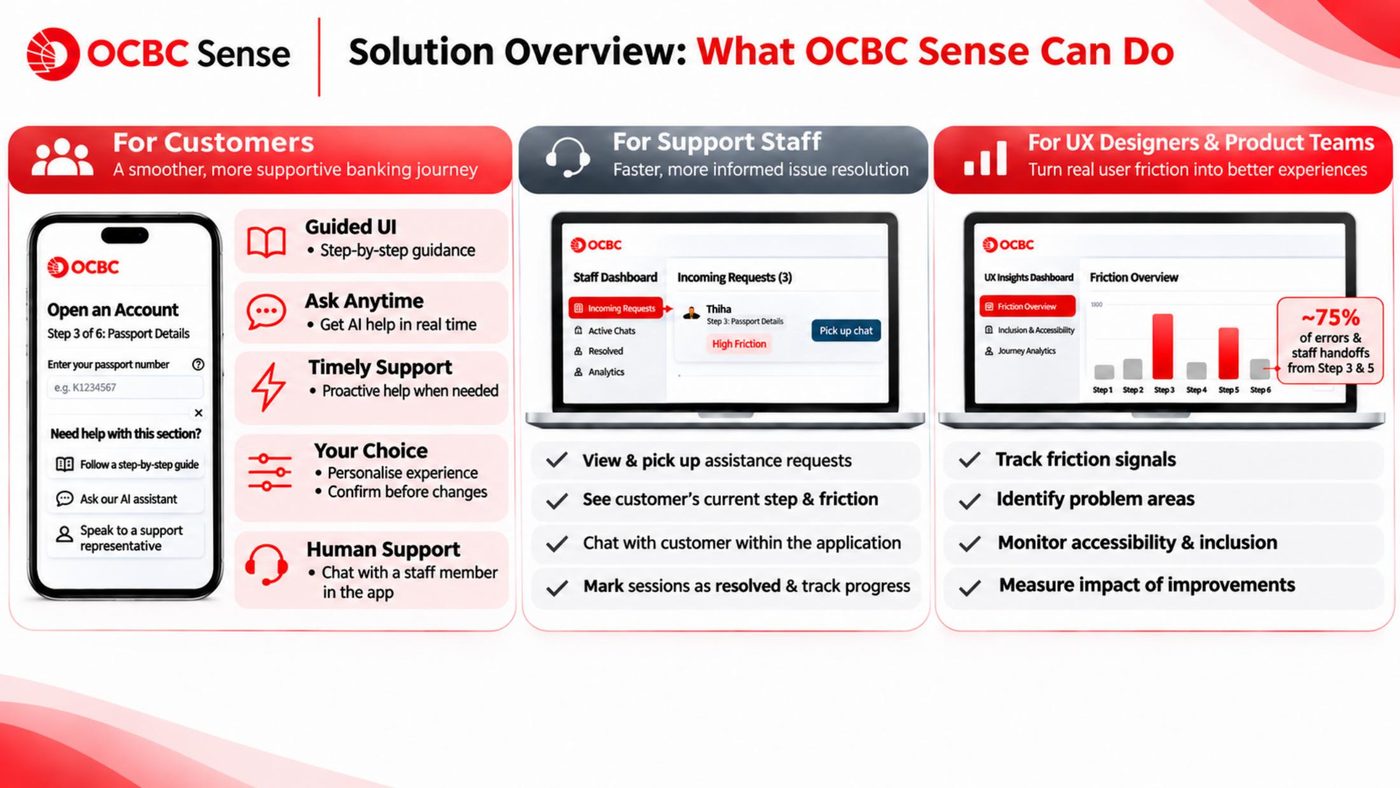 OCBC Sense
Solution Overview: What OCBC Sense Can Do
For Customers
A smoother, more supportive banking journey
OCBC
Open an Account
Step 3 of 6: Passport Details
Enter your passport number ?
e.g. K1234567
×
Need help with this section?
Follow a step-by-step guide
Ask our AI assistant
Speak to a support
representative
Guided UI
• Step-by-step guidance
Ask Anytime
• Get AI help in real time
Timely Support
• Proactive help when needed
Your Choice
• Personalise experience
• Confirm before changes
Human Support
• Chat with a staff member
in the app
For Support Staff
Faster, more informed issue resolution
OCBC
Staff Dashboard
Incoming Requests
Active Chats
Resolved
Analytics
Incoming Requests (3)
Thiha
Step 3: Passport Details
High Friction
Pick up chat
View & pick up assistance requests
See customer's current step & friction
Chat with customer within the application
Mark sessions as resolved & track progress
For UX Designers & Product Teams
Turn real user friction into better experiences
OCBC
UX Insights Dashboard
Friction Overview
Inclusion & Accessibility
Journey Analytics
Friction Overview
Step 1 Step 2 Step 3 Step 4 Step 5 Step 6
~75%
of errors &
staff handoffs
from Step 3 & 5
Track friction signals
Identify problem areas
Monitor accessibility & inclusion
Measure impact of improvements